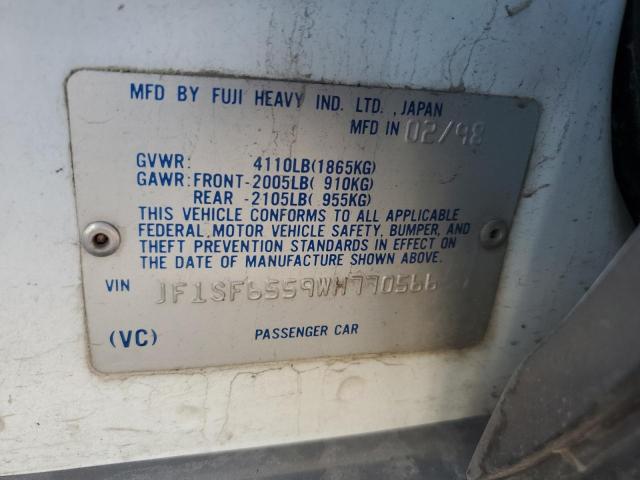 MFD BY FUJI HEAVY IND. LTD., JAPAN
MFD IN 02/98
GVWR: 4110LB(1865KG)
GAWR: FRONT-2005LB( 910KG)
REAR -2105LB( 955KG)
THIS VEHICLE CONFORMS TO ALL APPLICABLE
FEDERAL MOTOR VEHICLE SAFETY, BUMPER, AND
THEFT PREVENTION STANDARDS IN EFFECT ON
THE DATE OF MANUFACTURE SHOWN ABOVE.
VIN JF1SF6559WH770566
(VC) PASSENGER CAR